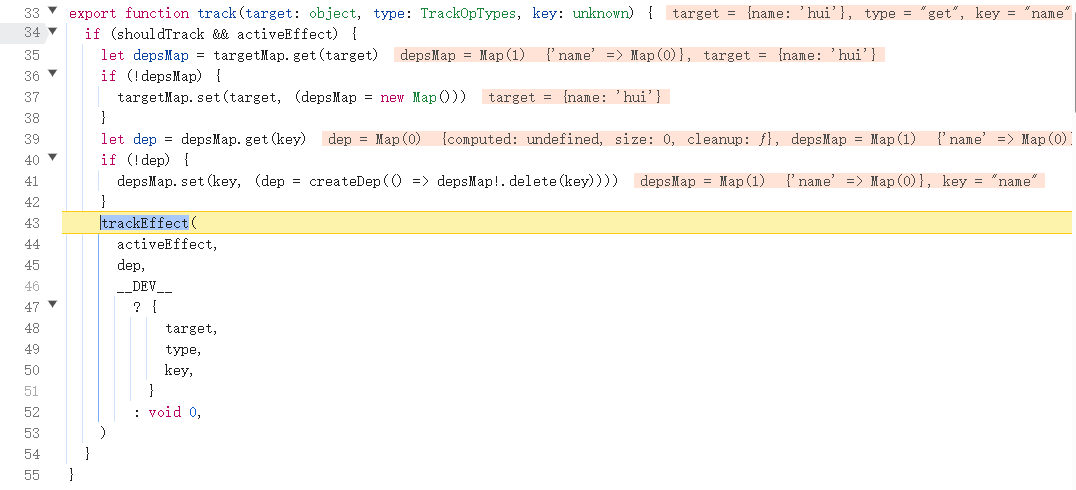 33 export function track(target: object, type: TrackOpTypes, key: unknown) { target = {name: 'hui'}, type = "get", key = "name"
34 if (shouldTrack && activeEffect) {
35 let depsMap = targetMap.get(target) depsMap = Map(1) {'name' => Map(0)}, target = {name: 'hui'}
36 if (!depsMap) {
37 targetMap.set(target, (depsMap = new Map())) target = {name: 'hui'}
38 }
39 let dep = depsMap.get(key) dep = Map(0) {computed: undefined, size: 0, cleanup: ƒ}, depsMap = Map(1) {'name' => Map(0)}
40 if (!dep) {
41 depsMap.set(key, (dep = createDep(() => depsMap!.delete(key)))) depsMap = Map(1) {'name' => Map(0)}, key = "name"
42 }
43 trackEffect(
44 activeEffect,
45 dep,
46 __DEV__
47 ? {
48 target,
49 type,
50 key,
51 }
52 : void 0,
53 )
54 }
55 }